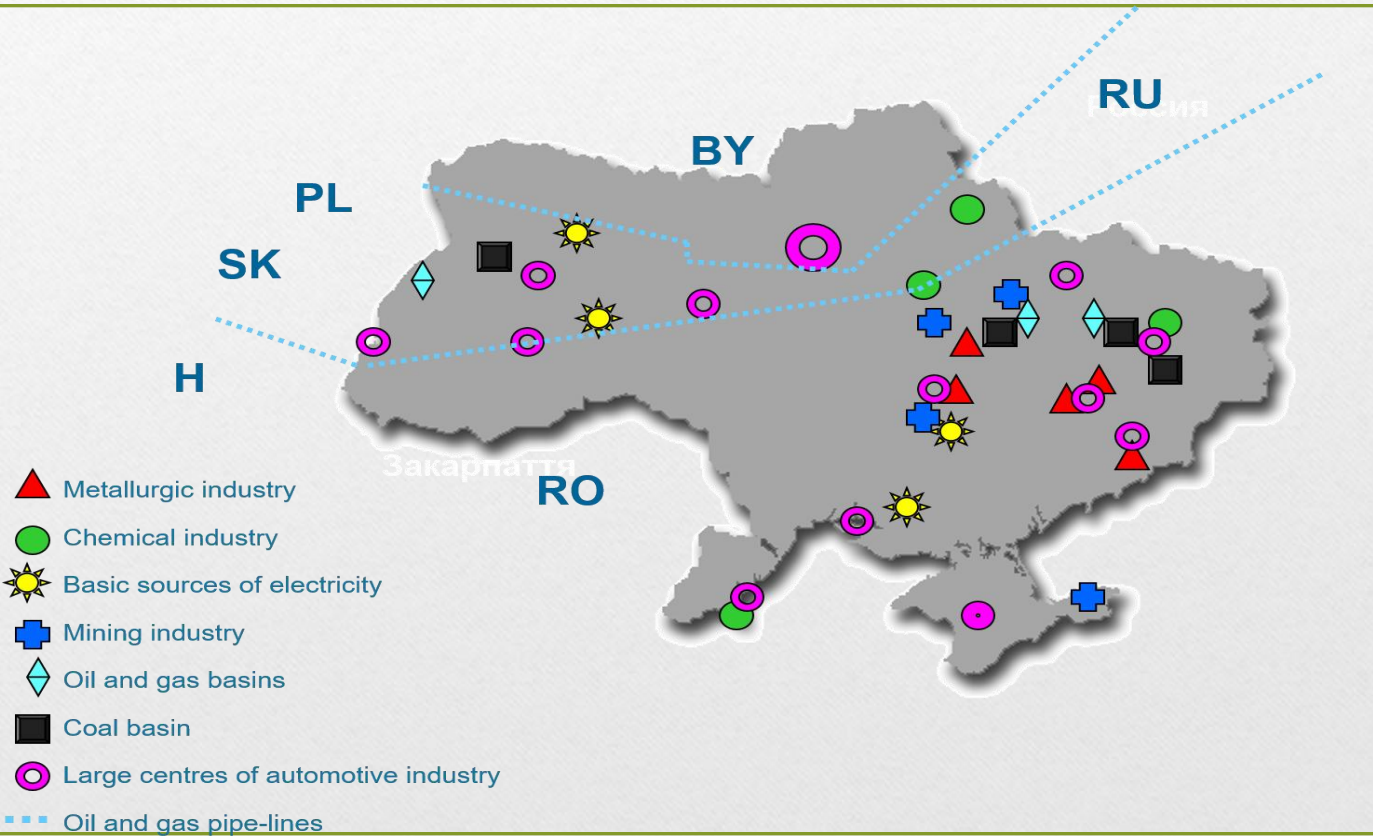 RU
Россия
BY
PL
SK
H
Закарпаття
RO
Metallurgic industry
Chemical industry
Basic sources of electricity
Mining industry
Oil and gas basins
Coal basin
Large centres of automotive industry
Oil and gas pipe-lines